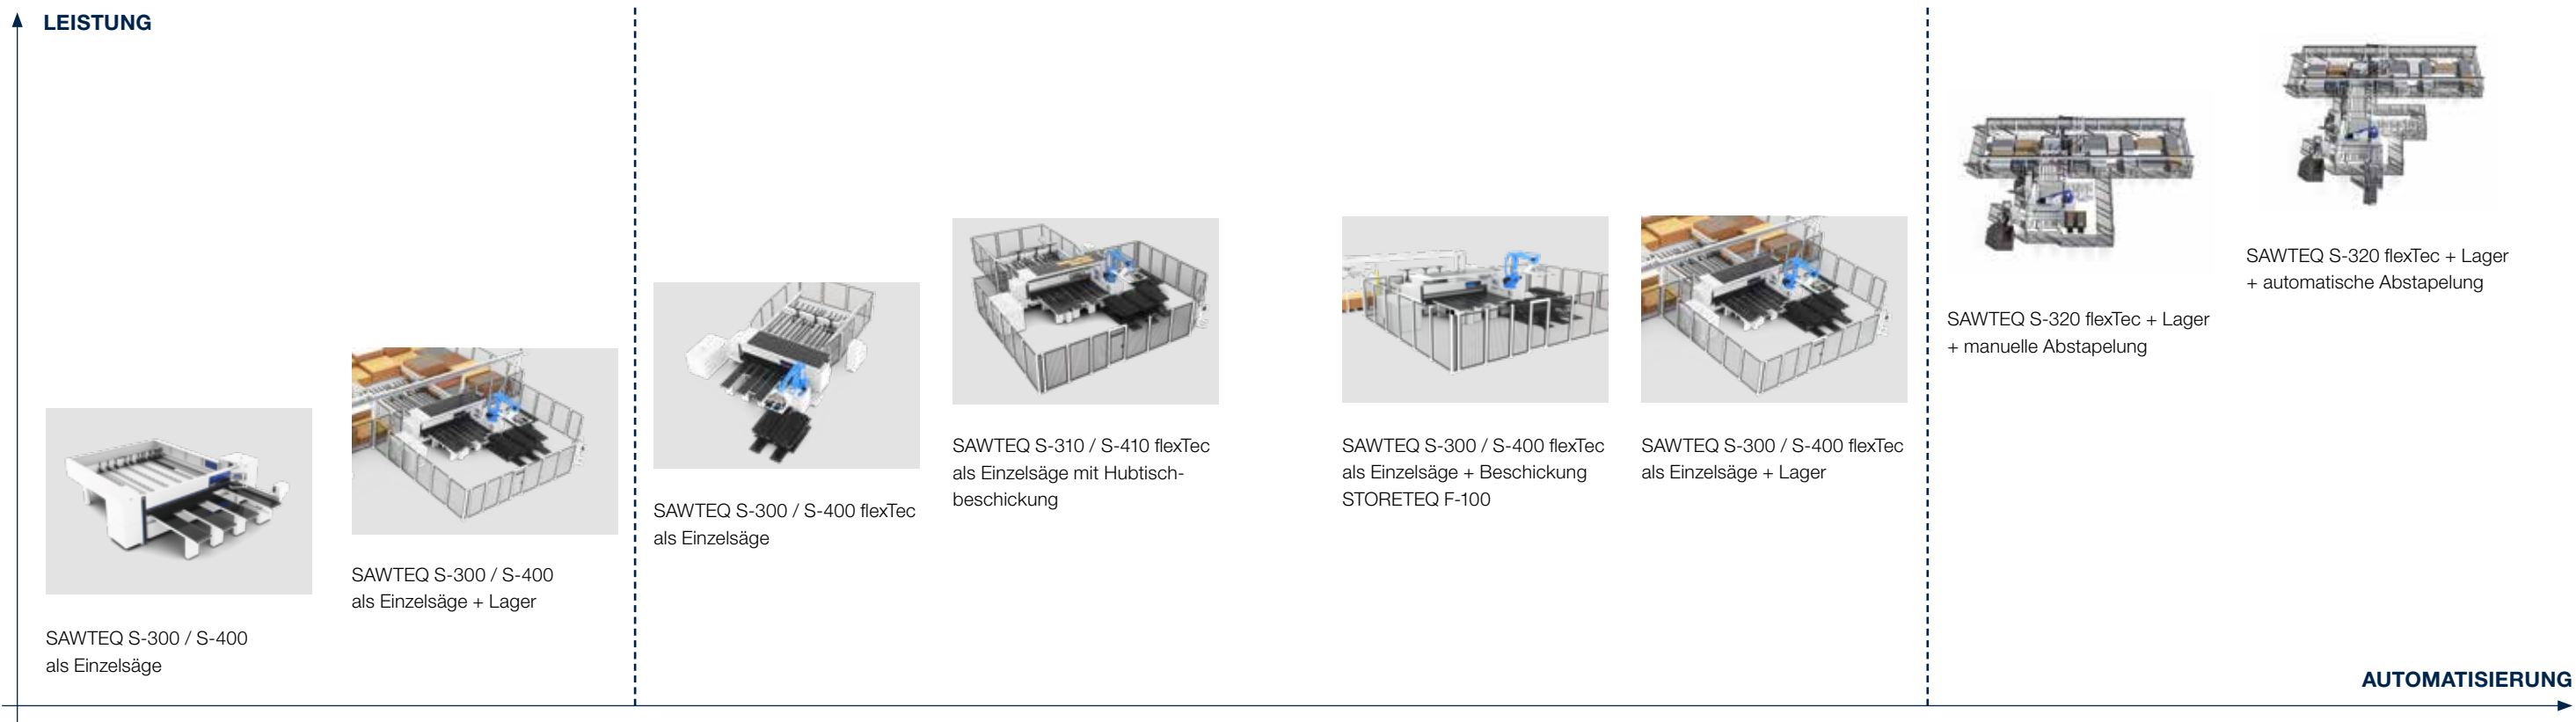 LEISTUNG
SAWTEQ S-300 / S-400
als Einzelsäge
SAWTEQ S-300 / S-400
als Einzelsäge + Lager
SAWTEQ S-300 / S-400 flexTec
als Einzelsäge
SAWTEQ S-310 / S-410 flexTec
als Einzelsäge mit Hubtisch-
beschickung
SAWTEQ S-300 / S-400 flexTec
als Einzelsäge + Beschickung
STORETEQ F-100
SAWTEQ S-300 / S-400 flexTec
als Einzelsäge + Lager
SAWTEQ S-320 flexTec + Lager
+ manuelle Abstapelung
SAWTEQ S-320 flexTec + Lager
+ automatische Abstapelung
AUTOMATISIERUNG